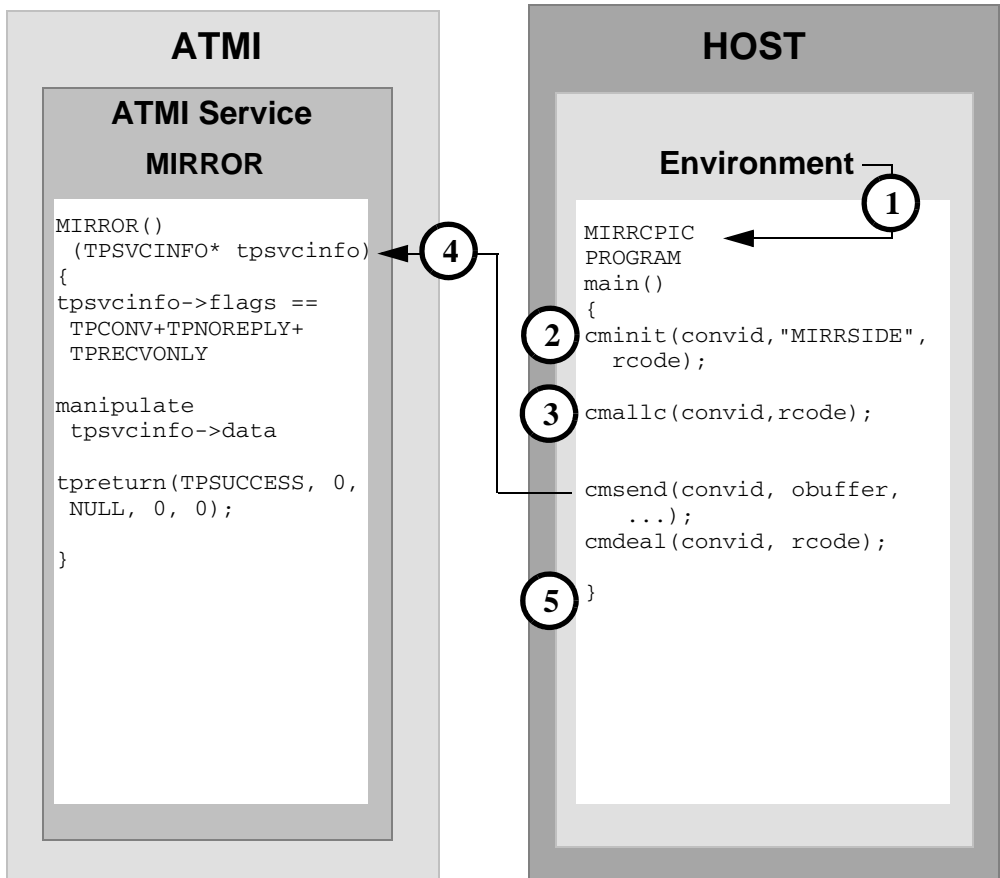 ATMI
ATMI Service
MIRROR
MIRROR()
(TPSVCINFO* tpsvcinfo)
{
tpsvcinfo->flags ==
TPCONV+TPNOREPLY+
TPRECVONLY
manipulate
tpsvcinfo->data
tpreturn(TPSUCCESS, 0,
NULL, 0, 0);
}
4
HOST
Environment
1
MIRRCPIC
PROGRAM
main()
{
2
cminit(convid,"MIRRSIDE",
rcode);
3
cmallc(convid,rcode);
cmsend(convid, obuffer,
...);
cmdeal(convid, rcode);
5
}